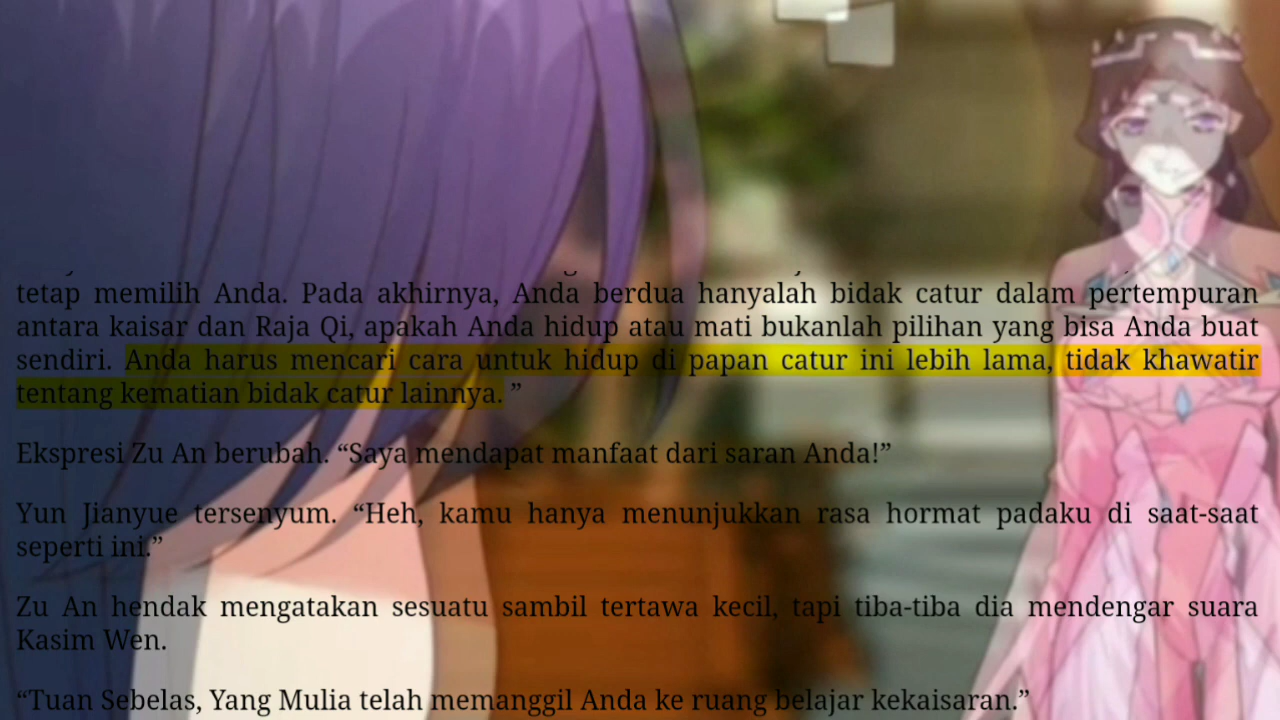 tetap memilih Anda. Pada akhirnya, Anda berdua hanyalah bidak catur dalam pertempuran
antara kaisar dan Raja Qi, apakah Anda hidup atau mati bukanlah pilihan yang bisa Anda buat
sendiri. Anda harus mencari cara untuk hidup di papan catur ini lebih lama, tidak khawatir
tentang kematian bidak catur lainnya. ”
Ekspresi Zu An berubah. “Saya mendapat manfaat dari saran Anda!”
Yun Jianyue tersenyum. “Heh, kamu hanya menunjukkan rasa hormat padaku di saat-saat
seperti ini.”
Zu An hendak mengatakan sesuatu sambil tertawa kecil, tapi tiba-tiba dia mendengar suara
Kasim Wen.
“Tuan Sebelas, Yang Mulia telah memanggil Anda ke ruang belajar kekaisaran.”